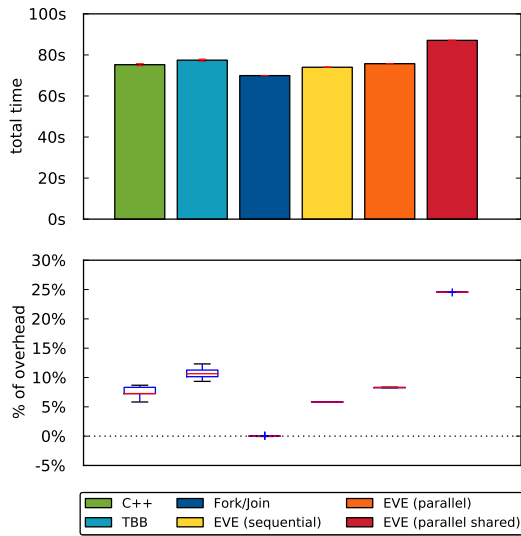 100s
80s
60s
40s
20s
0s
total time
30%
25%
20%
15%
10%
5%
0%
-5%
% of overhead
C++ Fork/Join EVE (parallel)
TBB EVE (sequential) EVE (parallel shared)